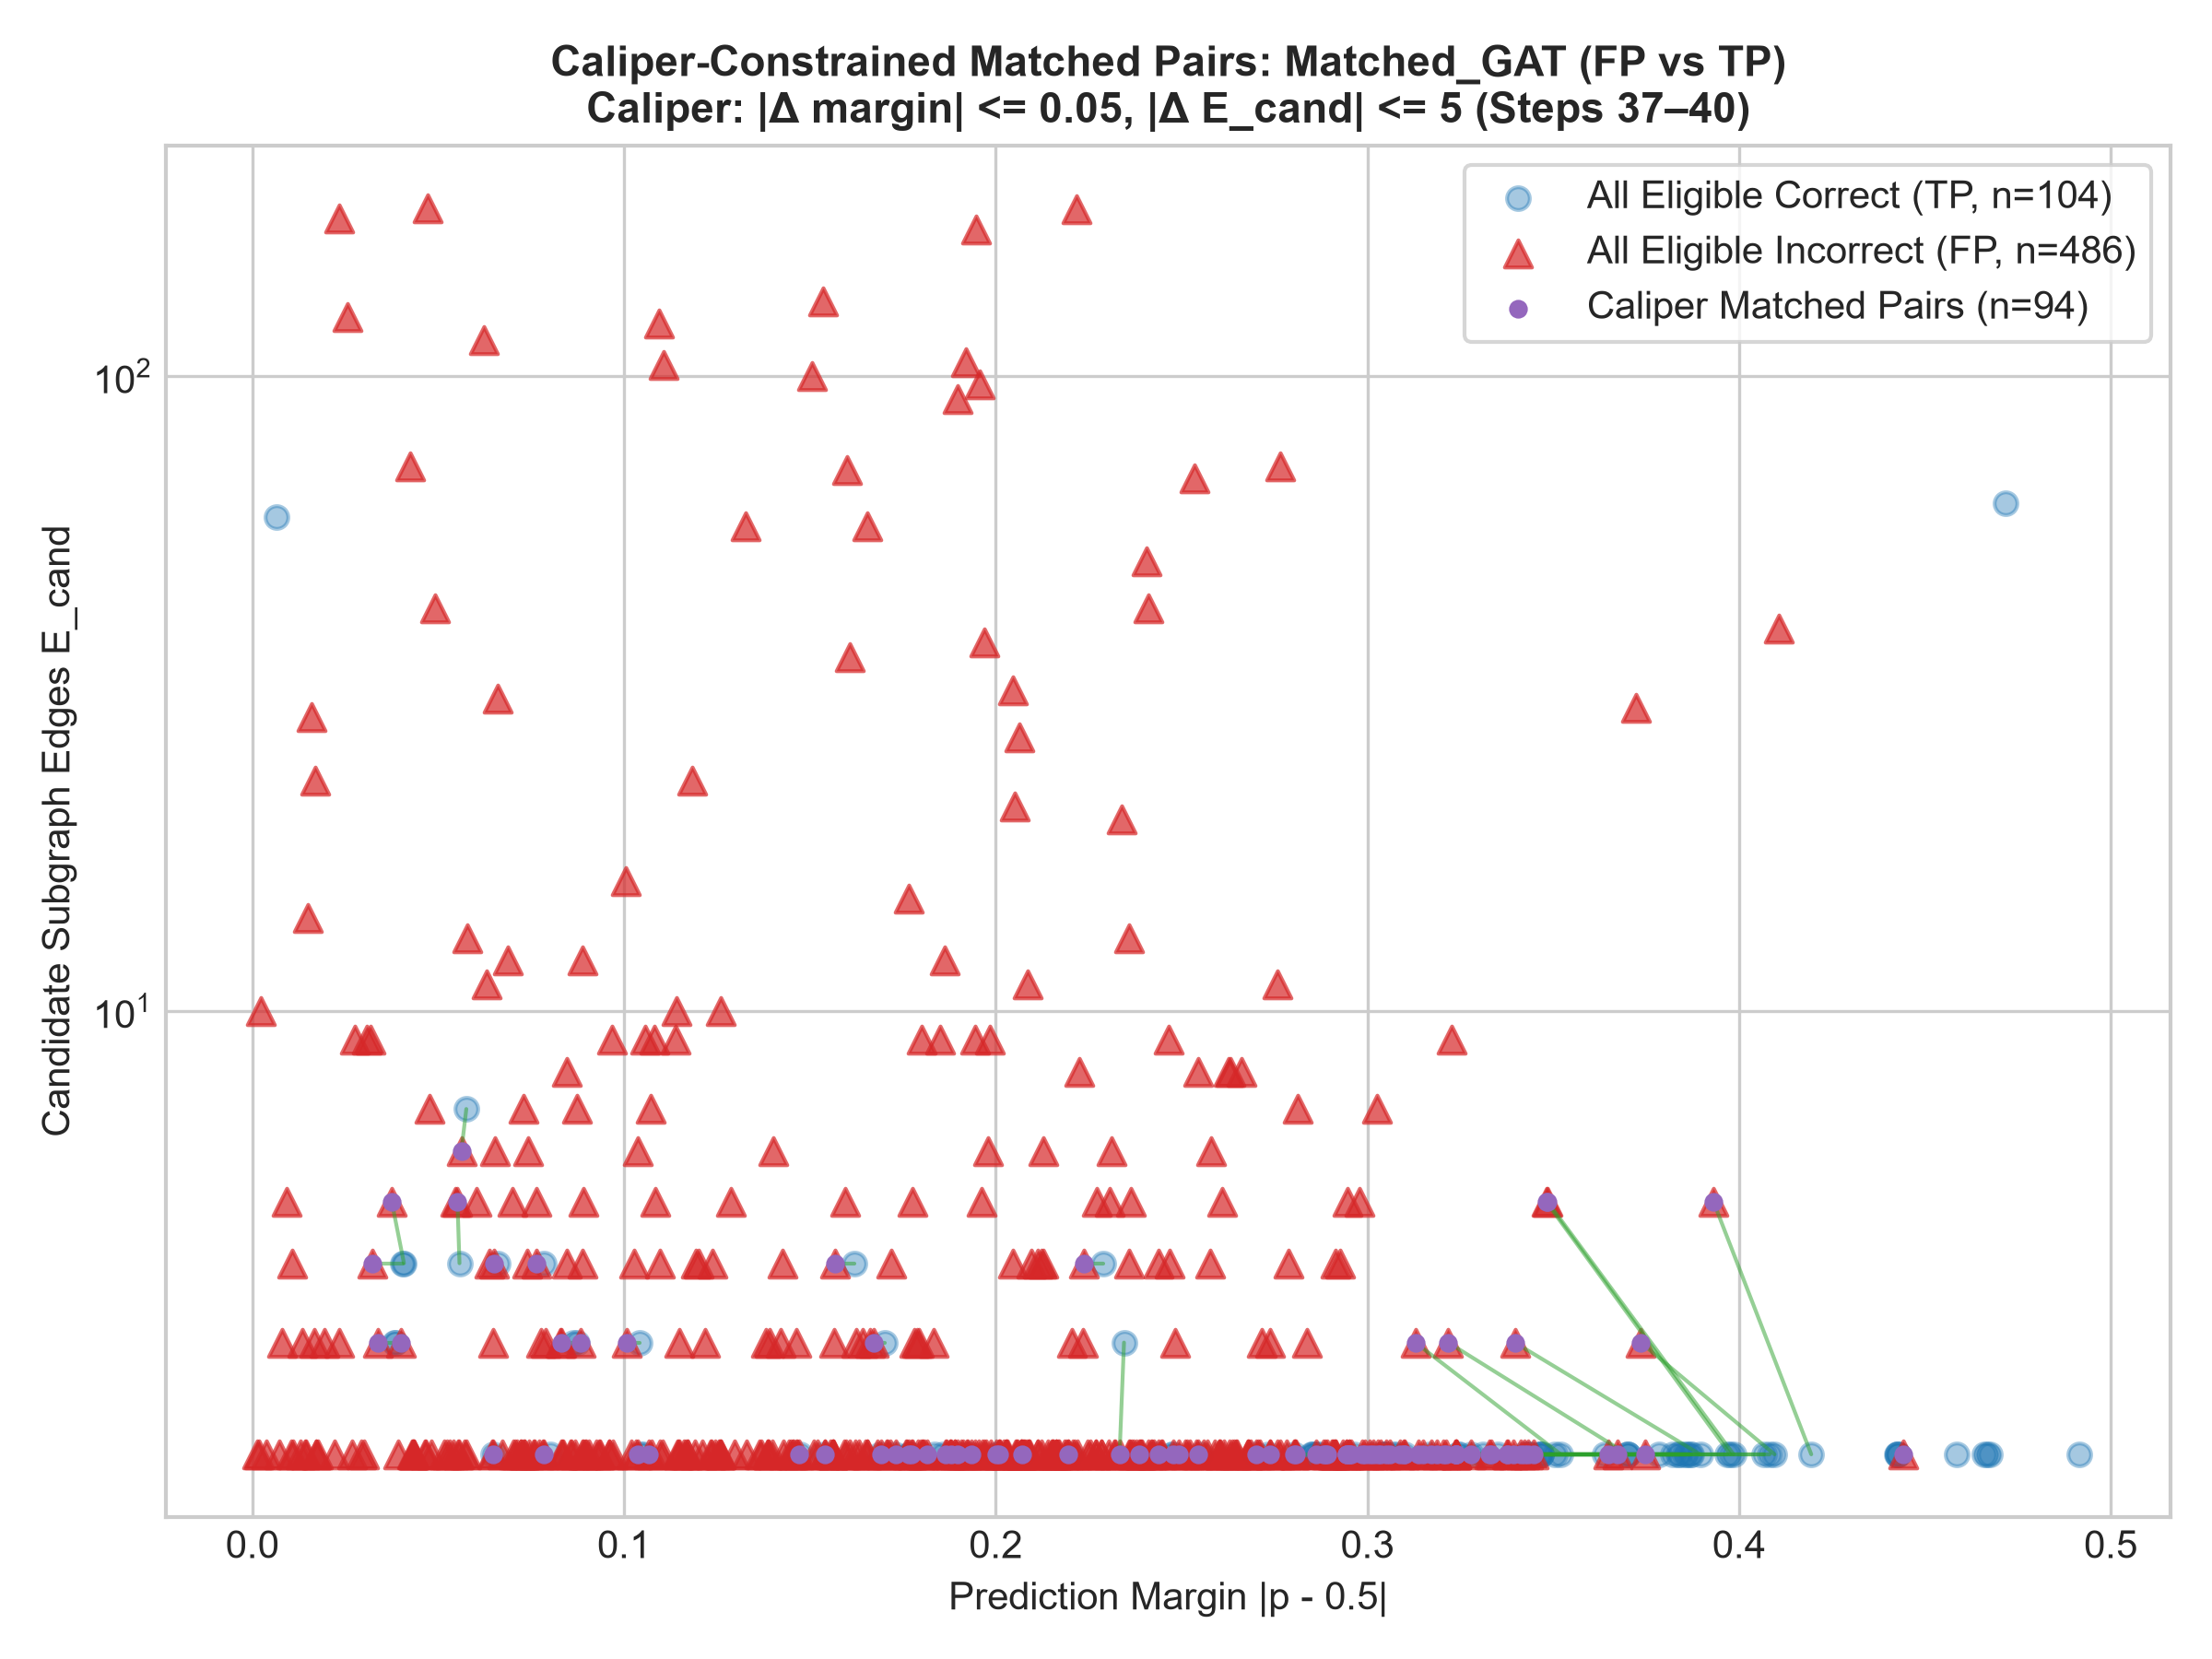 Caliper-Constrained Matched Pairs: Matched_GAT (FP vs TP)
Caliper: |Δ margin| <= 0.05, |Δ E_cand| <= 5 (Steps 37–40)
All Eligible Correct (TP, n=104)
All Eligible Incorrect (FP, n=486)
Caliper Matched Pairs (n=94)
Candidate Subgraph Edges E_cand
10²
10¹
0.0 0.1 0.2 0.3 0.4 0.5
Prediction Margin |p - 0.5|